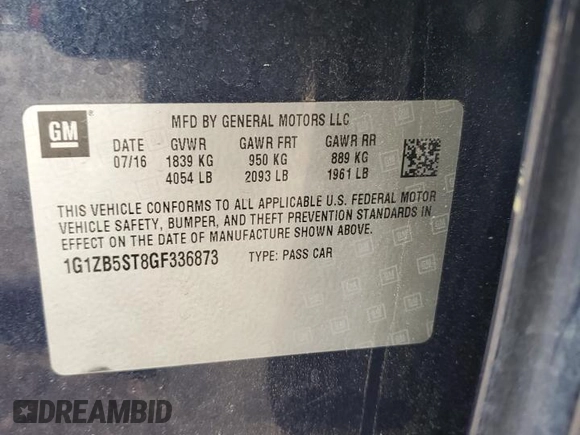 GM
MFD BY GENERAL MOTORS LLC
DATE GVWR GAWR FRT GAWR RR
07/16 1839 KG 950 KG 889 KG
4054 LB 2093 LB 1961 LB
THIS VEHICLE CONFORMS TO ALL APPLICABLE U.S. FEDERAL MOTOR
VEHICLE SAFETY, BUMPER, AND THEFT PREVENTION STANDARDS IN
EFFECT ON THE DATE OF MANUFACTURE SHOWN ABOVE.
1G1ZB5ST8GF336873 TYPE: PASS CAR
DREAMBID